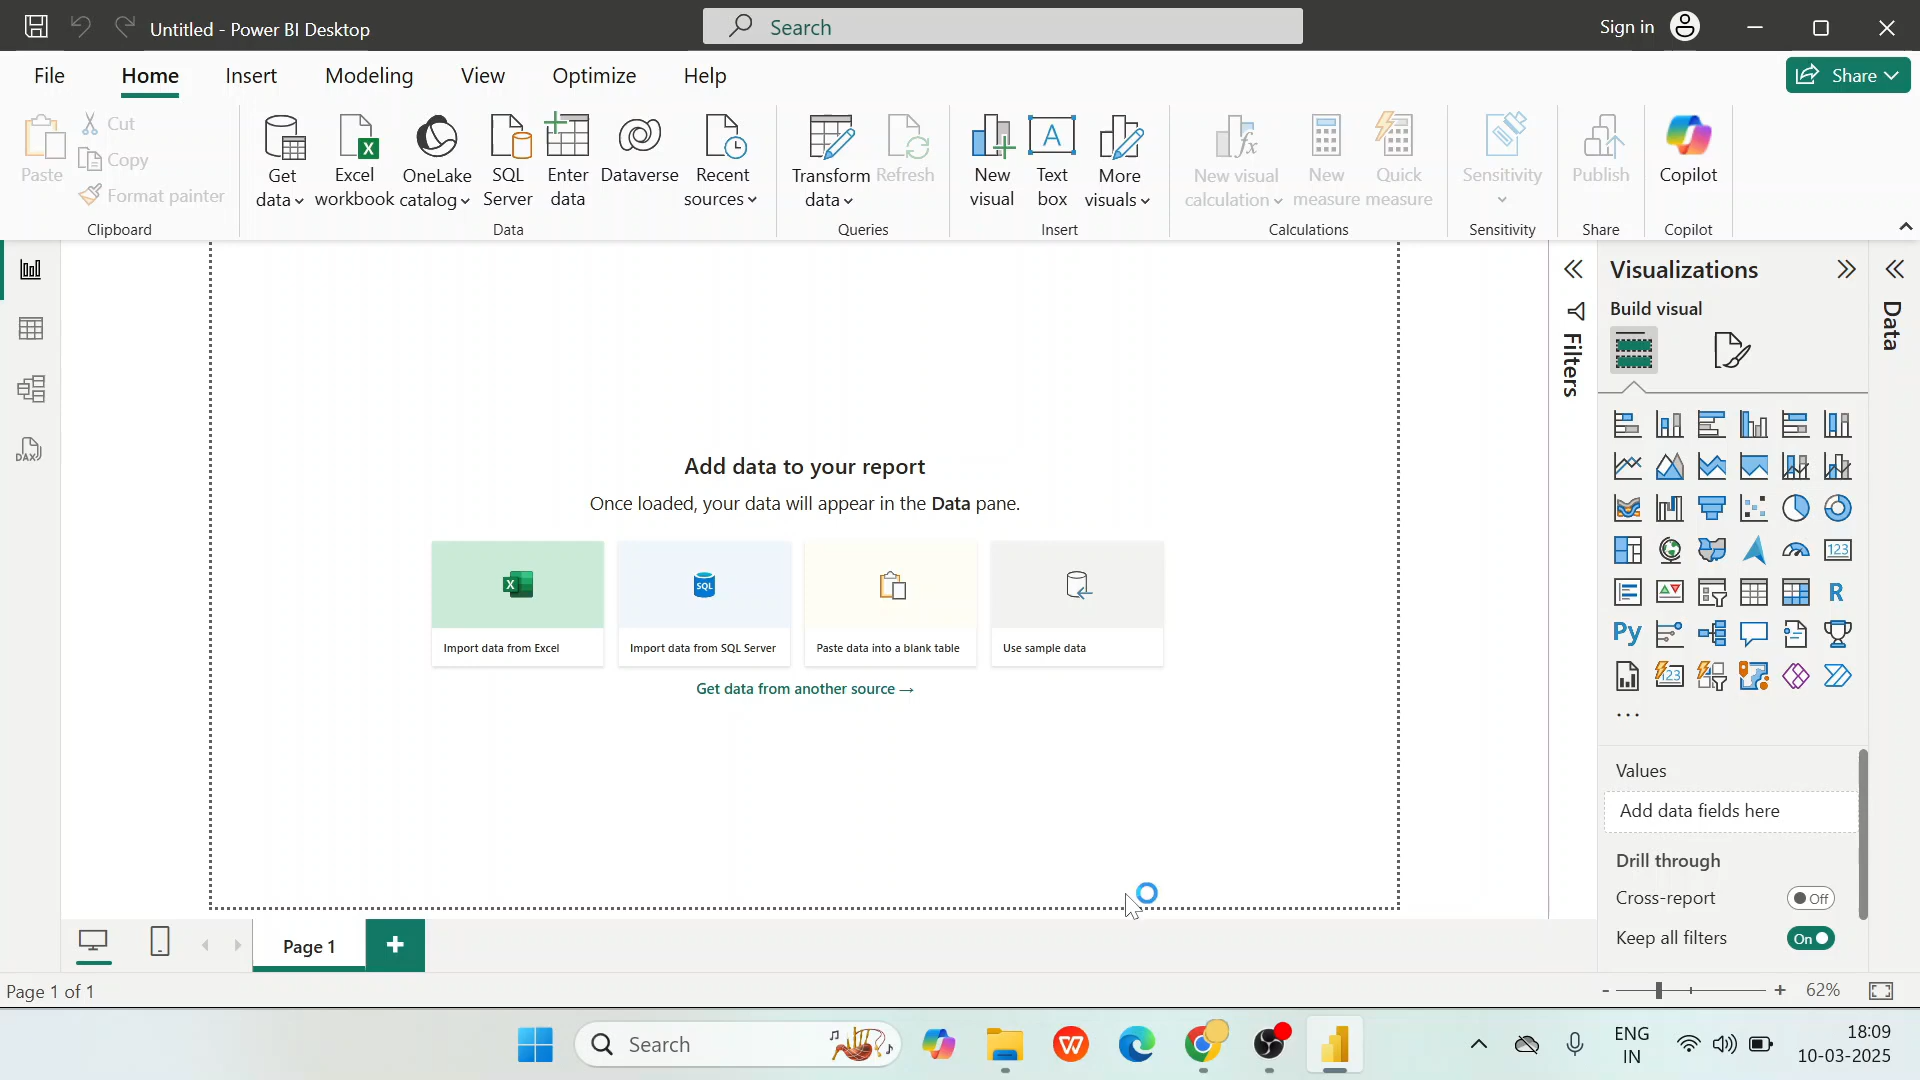 Untitled - Power BI Desktop
Search
Sign in
File
Home
Insert
Modeling
View
Optimize
Help
Share
Paste
Cut
Copy
Format painter
Clipboard
Get data
Excel workbook
OneLake catalog
SQL Server
Enter data
Dataverse
Recent sources
Data
Transform data
Refresh
Queries
New visual
Text box
More visuals
Insert
New visual calculation
New measure
Quick measure
Calculations
Sensitivity
Sensitivity
Publish
Share
Copilot
Copilot
DAX
Add data to your report
Once loaded, your data will appear in the Data pane.
SQL
Import data from Excel
Import data from SQL Server
Paste data into a blank table
Use sample data
Get data from another source →
Filters
Visualizations
Build visual
123
R
Py
123
...
Values
Add data fields here
Drill through
Cross-report
Off
Keep all filters
On
Data
Page 1
Page 1 of 1
- + 62%
Search
ENG
IN
18:09
10-03-2025